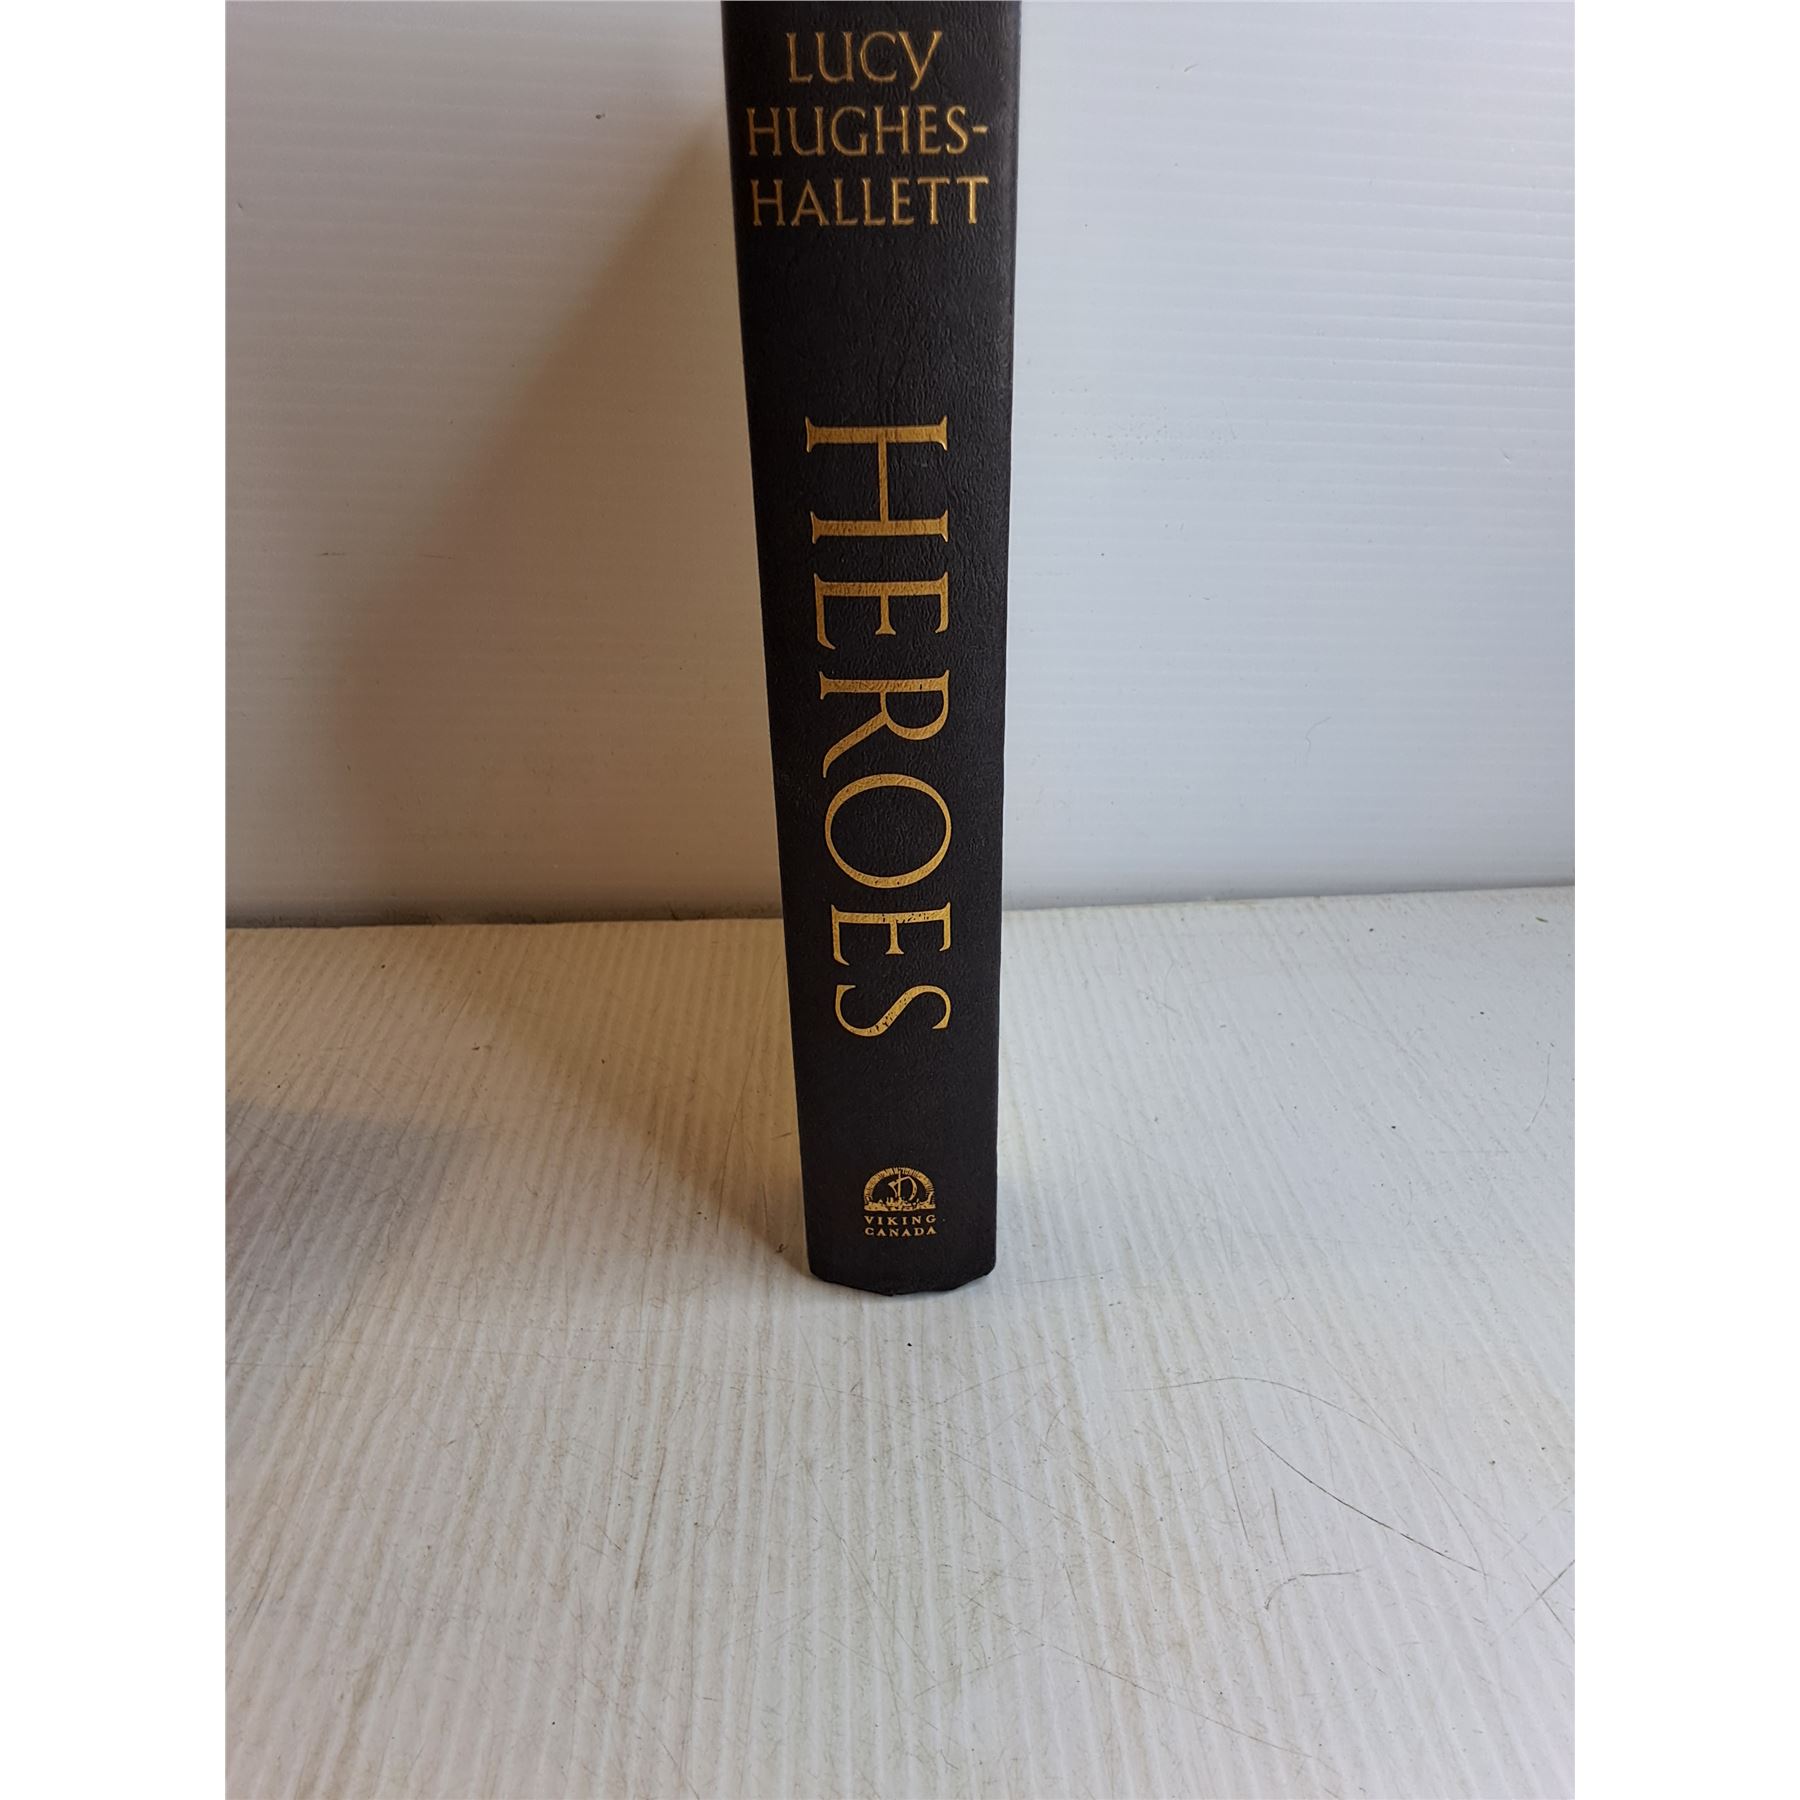 LUCY
HUGHES-
HALLETT
HEROES
VIKING
CANADA